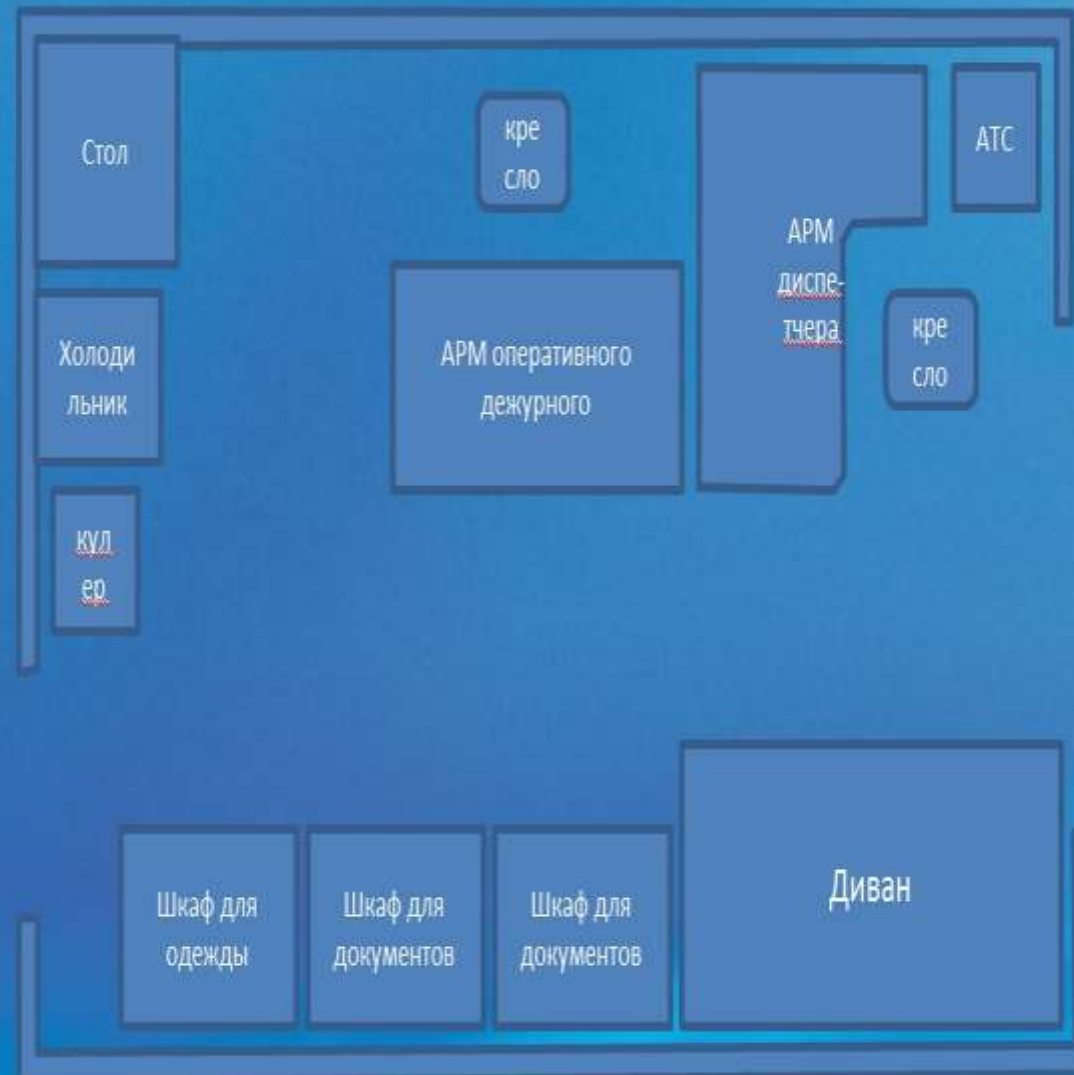 Стол
кре
сло
АРМ
диспе-
тчера
АТС
Холоди
льник
АРМ оперативного
дежурного
кре
сло
кул
ер
Шкаф для
одежды
Шкаф для
документов
Шкаф для
документов
Диван